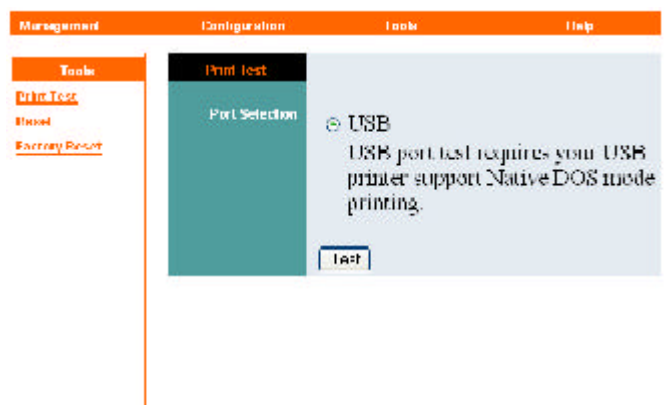 Management Configuration Tools Help
Tools
Print Test
Reset
Factory Reset
Print Test
Port Selection
USB
USB port test requires your USB
printer support Native DOS mode
printing.
Test